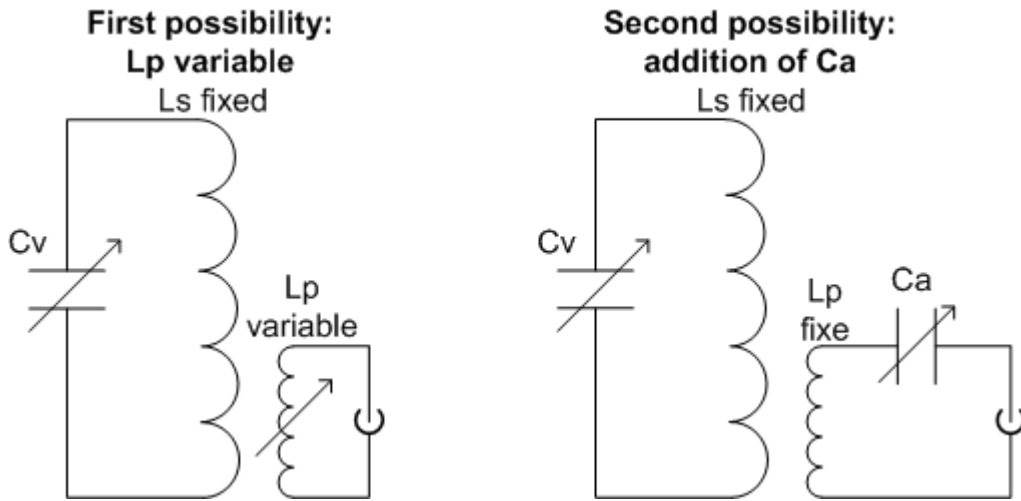 First possibility:
Lp variable
Ls fixed
Cv
Lp
variable
Second possibility:
addition of Ca
Ls fixed
Cv
Lp
fixe
Ca